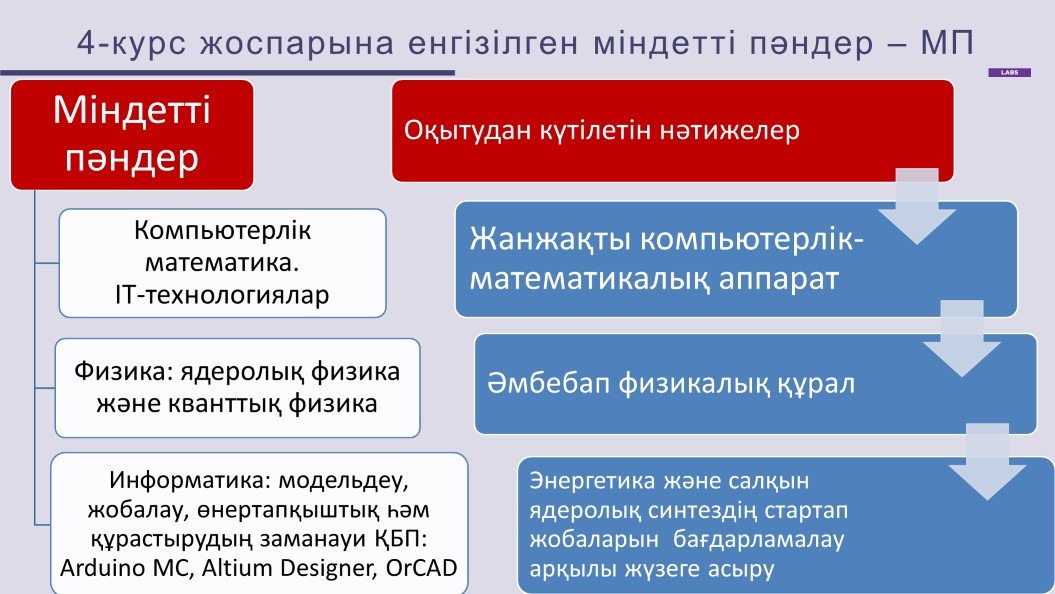 4-курс жоспарына енгізілген міндетті пәндер – МП
LABS
Міндетті
пәндер
Оқытудан күтілетін нәтижелер
Компьютерлік
математика.
IT-технологиялар
Жанжақты компьютерлік-
математикалық аппарат
Физика: ядеролық физика
және кванттық физика
Әмбебап физикалық құрал
Информатика: модельдеу,
жобалау, өнертапқыштық һәм
құрастырудың заманауи ҚБП:
Arduino MC, Altium Designer, OrCAD
Энергетика және салқын
ядеролық синтездің стартап
жобаларын бағдарламалау
арқылы жүзеге асыру